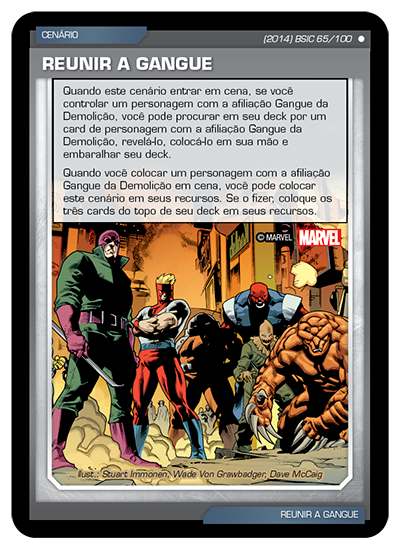 CENÁRIO
(2014) BSIC 65/100
REUNIR A GANGUE
Quando este cenário entrar em cena, se você
controlar um personagem com a afiliação Gangue da
Demolição, você pode procurar em seu deck por um
card de personagem com a afiliação Gangue da
Demolição, revelá-lo, colocá-lo em sua mão e
embaralhar seu deck.
Quando você colocar um personagem com a afiliação
Gangue da Demolição em cena, você pode colocar
este cenário em seus recursos. Se o fizer, coloque os
três cards do topo de seu deck em seus recursos.
© MARVEL MARVEL
Ilust.: Stuart Immonen, Wade Von Grawbadger, Dave McCaig
REUNIR A GANGUE